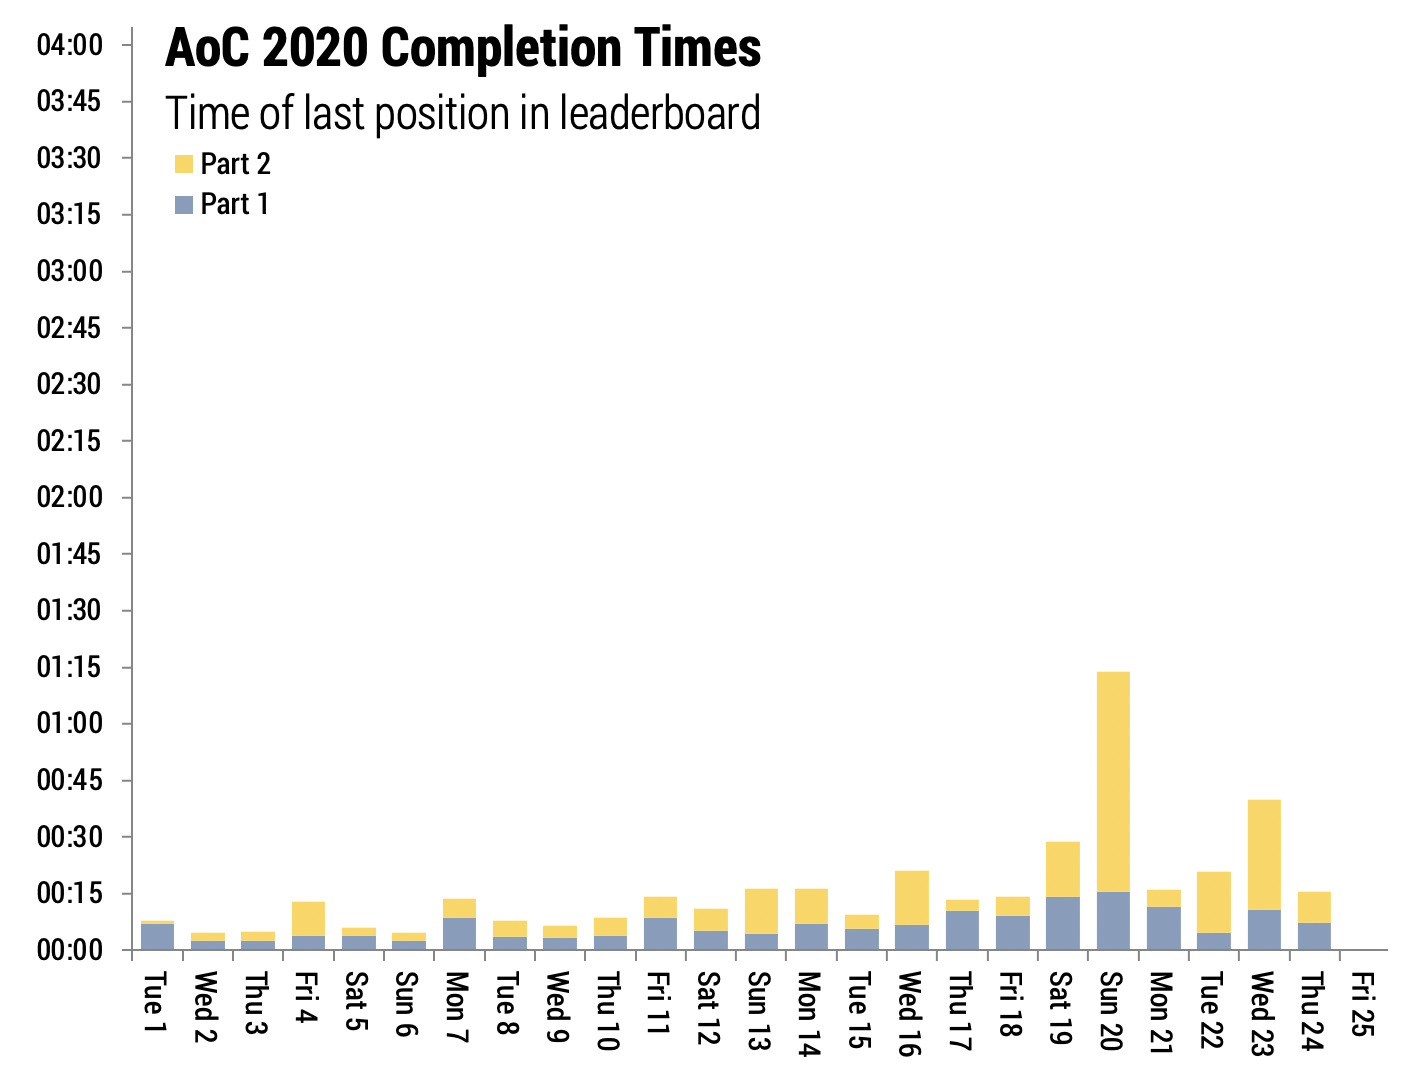 AoC 2020 Completion Times
Time of last position in leaderboard
Part 2
Part 1
04:00
03:45
03:30
03:15
03:00
02:45
02:30
02:15
02:00
01:45
01:30
01:15
01:00
00:45
00:30
00:15
00:00
Tue 1
Wed 2
Thu 3
Fri 4
Sat 5
Sun 6
Mon 7
Tue 8
Wed 9
Thu 10
Fri 11
Sat 12
Sun 13
Mon 14
Tue 15
Wed 16
Thu 17
Fri 18
Sat 19
Sun 20
Mon 21
Tue 22
Wed 23
Thu 24
Fri 25